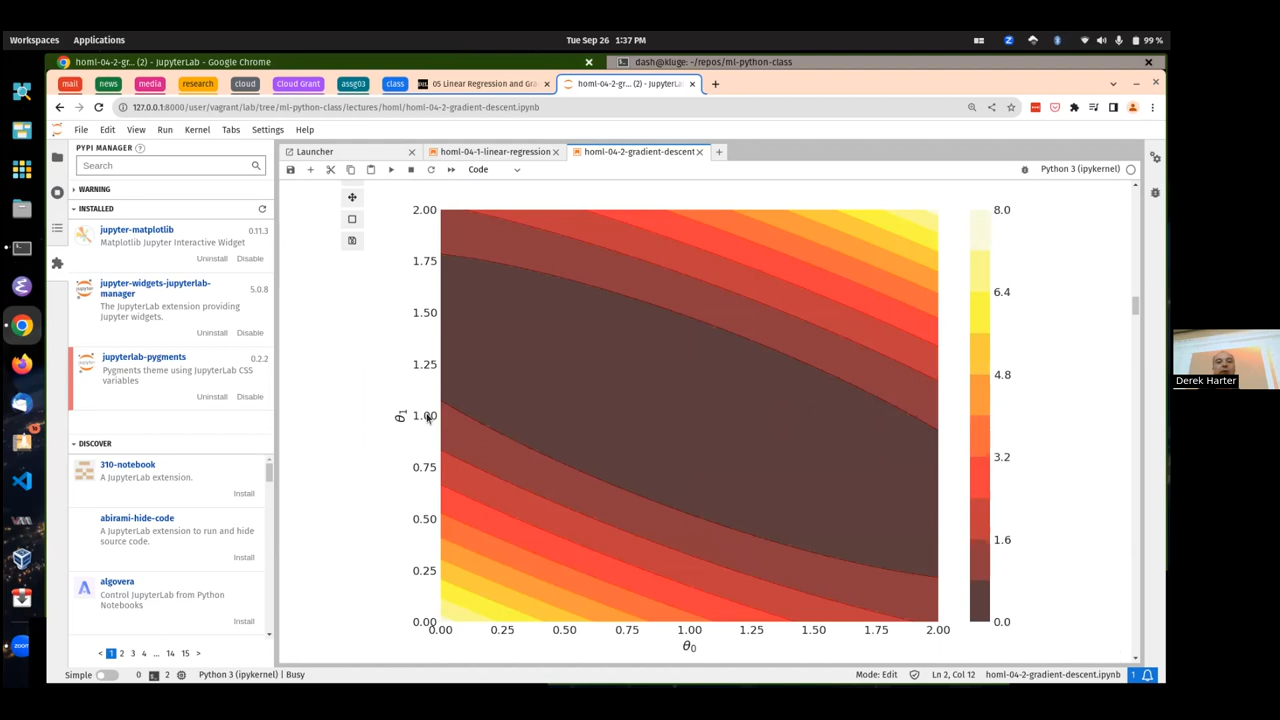 Workspaces Applications Tue Sep 26 1:37 PM 99 %
homl-04-2-gr... (2) - JupyterLab - Google Chrome dash@kluge: ~/repos/ml-python-class
mail news media research cloud Cloud Grant assg03 class 05 Linear Regression and Gra homl-04-2-gr... (2) - JupyterLa
127.0.0.1:8000/user/vagrant/lab/tree/ml-python-class/lectures/homl/homl-04-2-gradient-descent.ipynb
File Edit View Run Kernel Tabs Settings Help
PYPI MANAGER ?
Search
WARNING
INSTALLED
jupyter-matplotlib 0.11.3
Matplotlib Jupyter Interactive Widget
Uninstall Disable
jupyter-widgets-jupyterlab-
manager 5.0.8
The JupyterLab extension providing
Jupyter widgets.
Uninstall Disable
jupyterlab-pygments 0.2.2
Pygments theme using JupyterLab CSS
variables
Uninstall Disable
DISCOVER
310-notebook
A JupyterLab extension.
Install
abirami-hide-code
A JupyterLab extension to run and hide
source code.
Install
algovera
Control JupyterLab from Python
Notebooks
Install
< 1 2 3 4 ... 14 15 >
Launcher homl-04-1-linear-regression homl-04-2-gradient-descent
Code Python 3 (ipykernel)
2.00
1.75
1.50
1.25
1.00
0.75
0.50
0.25
0.00
θ1
0.00 0.25 0.50 0.75 1.00 1.25 1.50 1.75 2.00
θ0
8.0
6.4
4.8
3.2
1.6
0.0
Derek Harter
Simple 0 2 Python 3 (ipykernel) | Busy Mode: Edit Ln 2, Col 12 homl-04-2-gradient-descent.ipynb 1
zoom